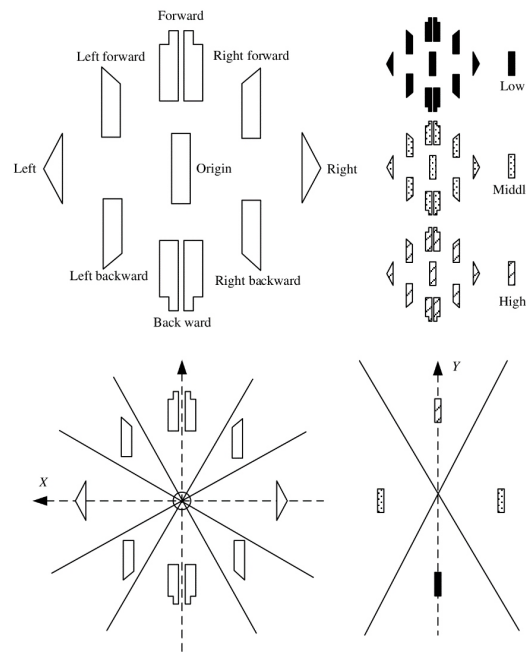 Forward
Left forward
Right forward
Left
Origin
Right
Left backward
Right backward
Back ward
Low
Middl
High
X
Y